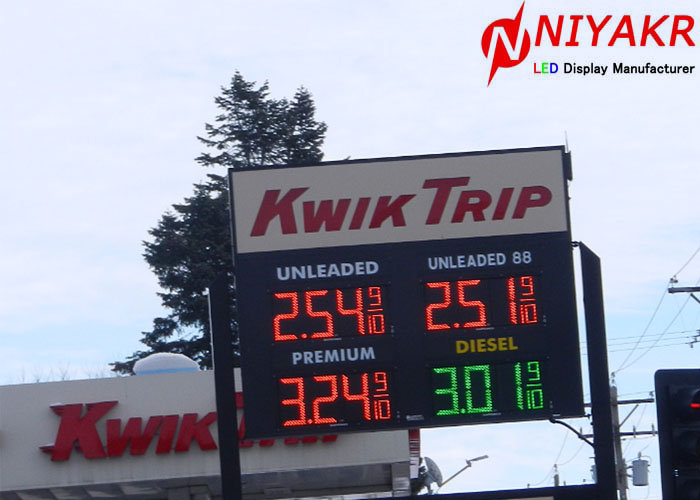 NIYAKR
LED Display Manufacturer
KWIK TRIP
UNLEADED UNLEADED 88
2.54 9/10 2.51 9/10
PREMIUM DIESEL
3.24 9/10 3.01 9/10
KWIK TRIP